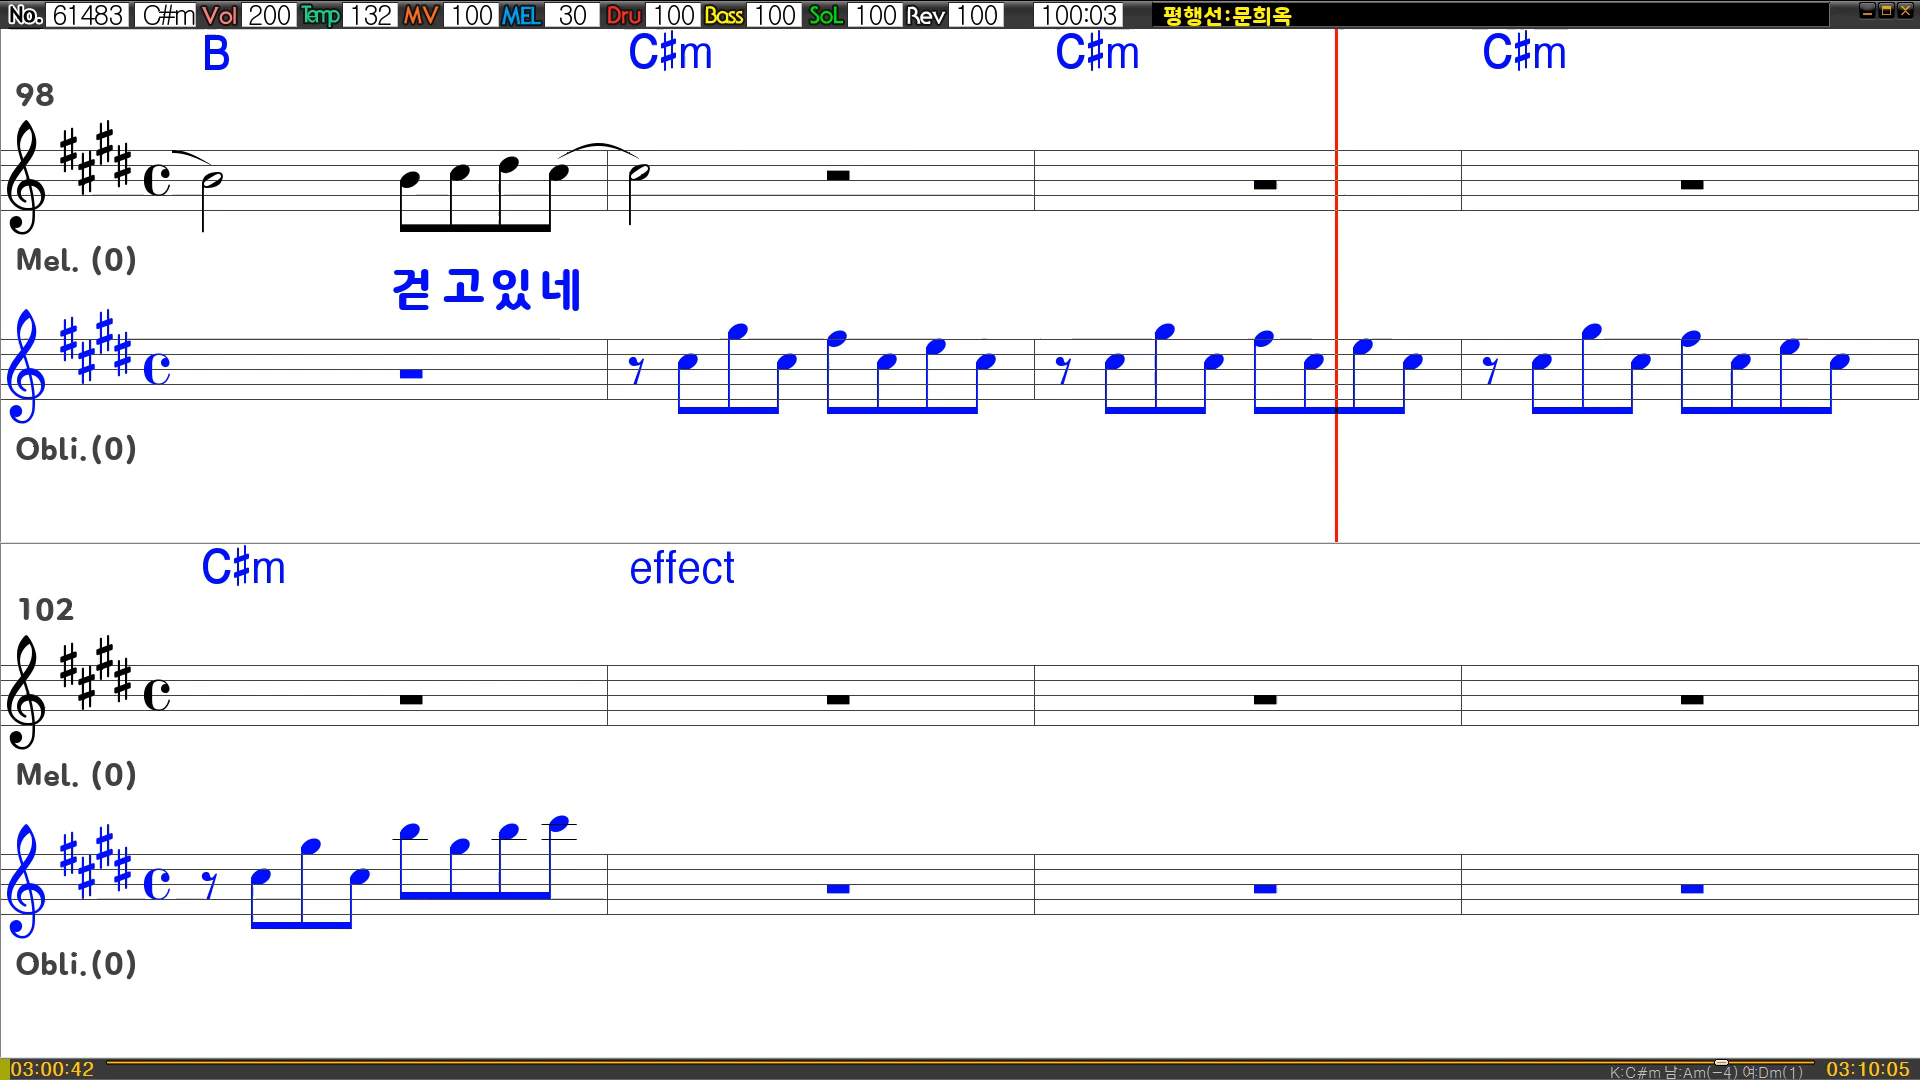 No. 61483 C#m Vol 200 Temp 132 MV 100 MEL 30 Dru 100 Bass 100 SoL 100 Rev 100 100:03 평행선:문희옥
B C♯m C♯m C♯m
98
Mel. (0)
걷고있네
Obli.(0)
C♯m effect
102
Mel. (0)
Obli.(0)
03:00:42 K:C#m 남:Am(-4) 여:Dm(1) 03:10:05